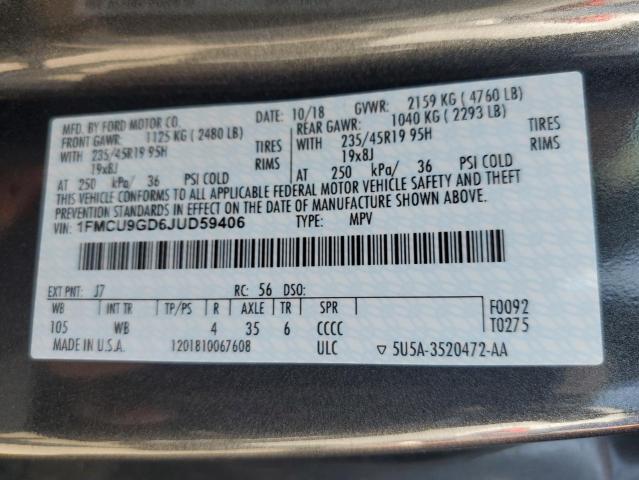 MFD. BY FORD MOTOR CO.
DATE: 10/18 GVWR: 2159 KG ( 4760 LB)
FRONT GAWR: 1125 KG ( 2480 LB)
WITH 235/45R19 95H TIRES
19x8J RIMS
AT 250 kPa/ 36 PSI COLD
REAR GAWR: 1040 KG ( 2293 LB)
WITH 235/45R19 95H TIRES
19x8J RIMS
AT 250 kPa/ 36 PSI COLD
THIS VEHICLE CONFORMS TO ALL APPLICABLE FEDERAL MOTOR VEHICLE SAFETY AND THEFT
PREVENTION STANDARDS IN EFFECT ON THE DATE OF MANUFACTURE SHOWN ABOVE.
VIN: 1FMCU9GD6JUD59406 TYPE: MPV
EXT PNT: J7 RC: 56 DSO:
WB INT TR TP/PS R AXLE TR SPR
105 WB 4 35 6 CCCC
F0092
T0275
MADE IN U.S.A. 1201810067608 ULC ▽ 5U5A-3520472-AA